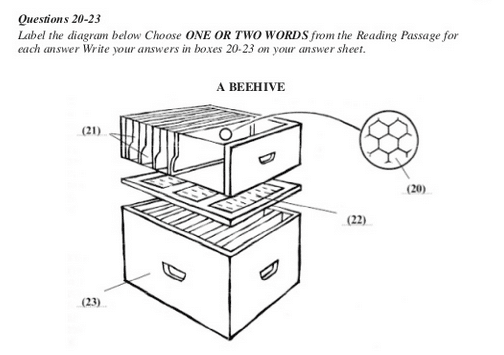 Questions 20-23
Label the diagram below Choose ONE OR TWO WORDS from the Reading Passage for
each answer Write your answers in boxes 20-23 on your answer sheet.
A BEEHIVE
(21)
(20)
(22)
(23)